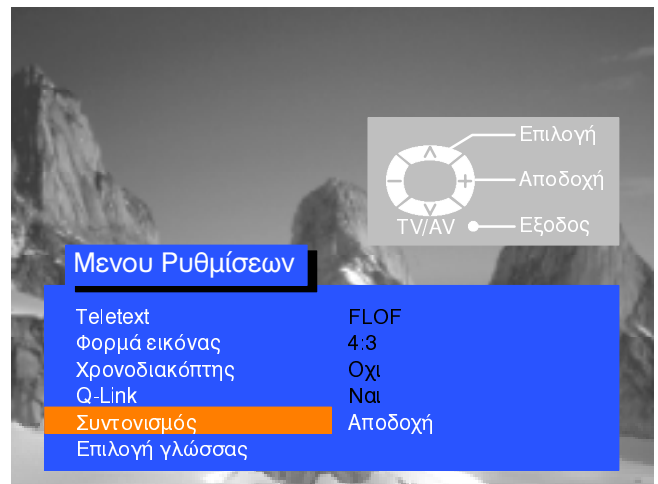 Επιλογή
Αποδοχή
TV/AV Εξοδος
Μενου Ρυθμίσεων
Teletext FLOF
Φορμά εικόνας 4:3
Χρονοδιακόπτης Οχι
Q-Link Ναι
Συντονισμός Αποδοχή
Επιλογή γλώσσας